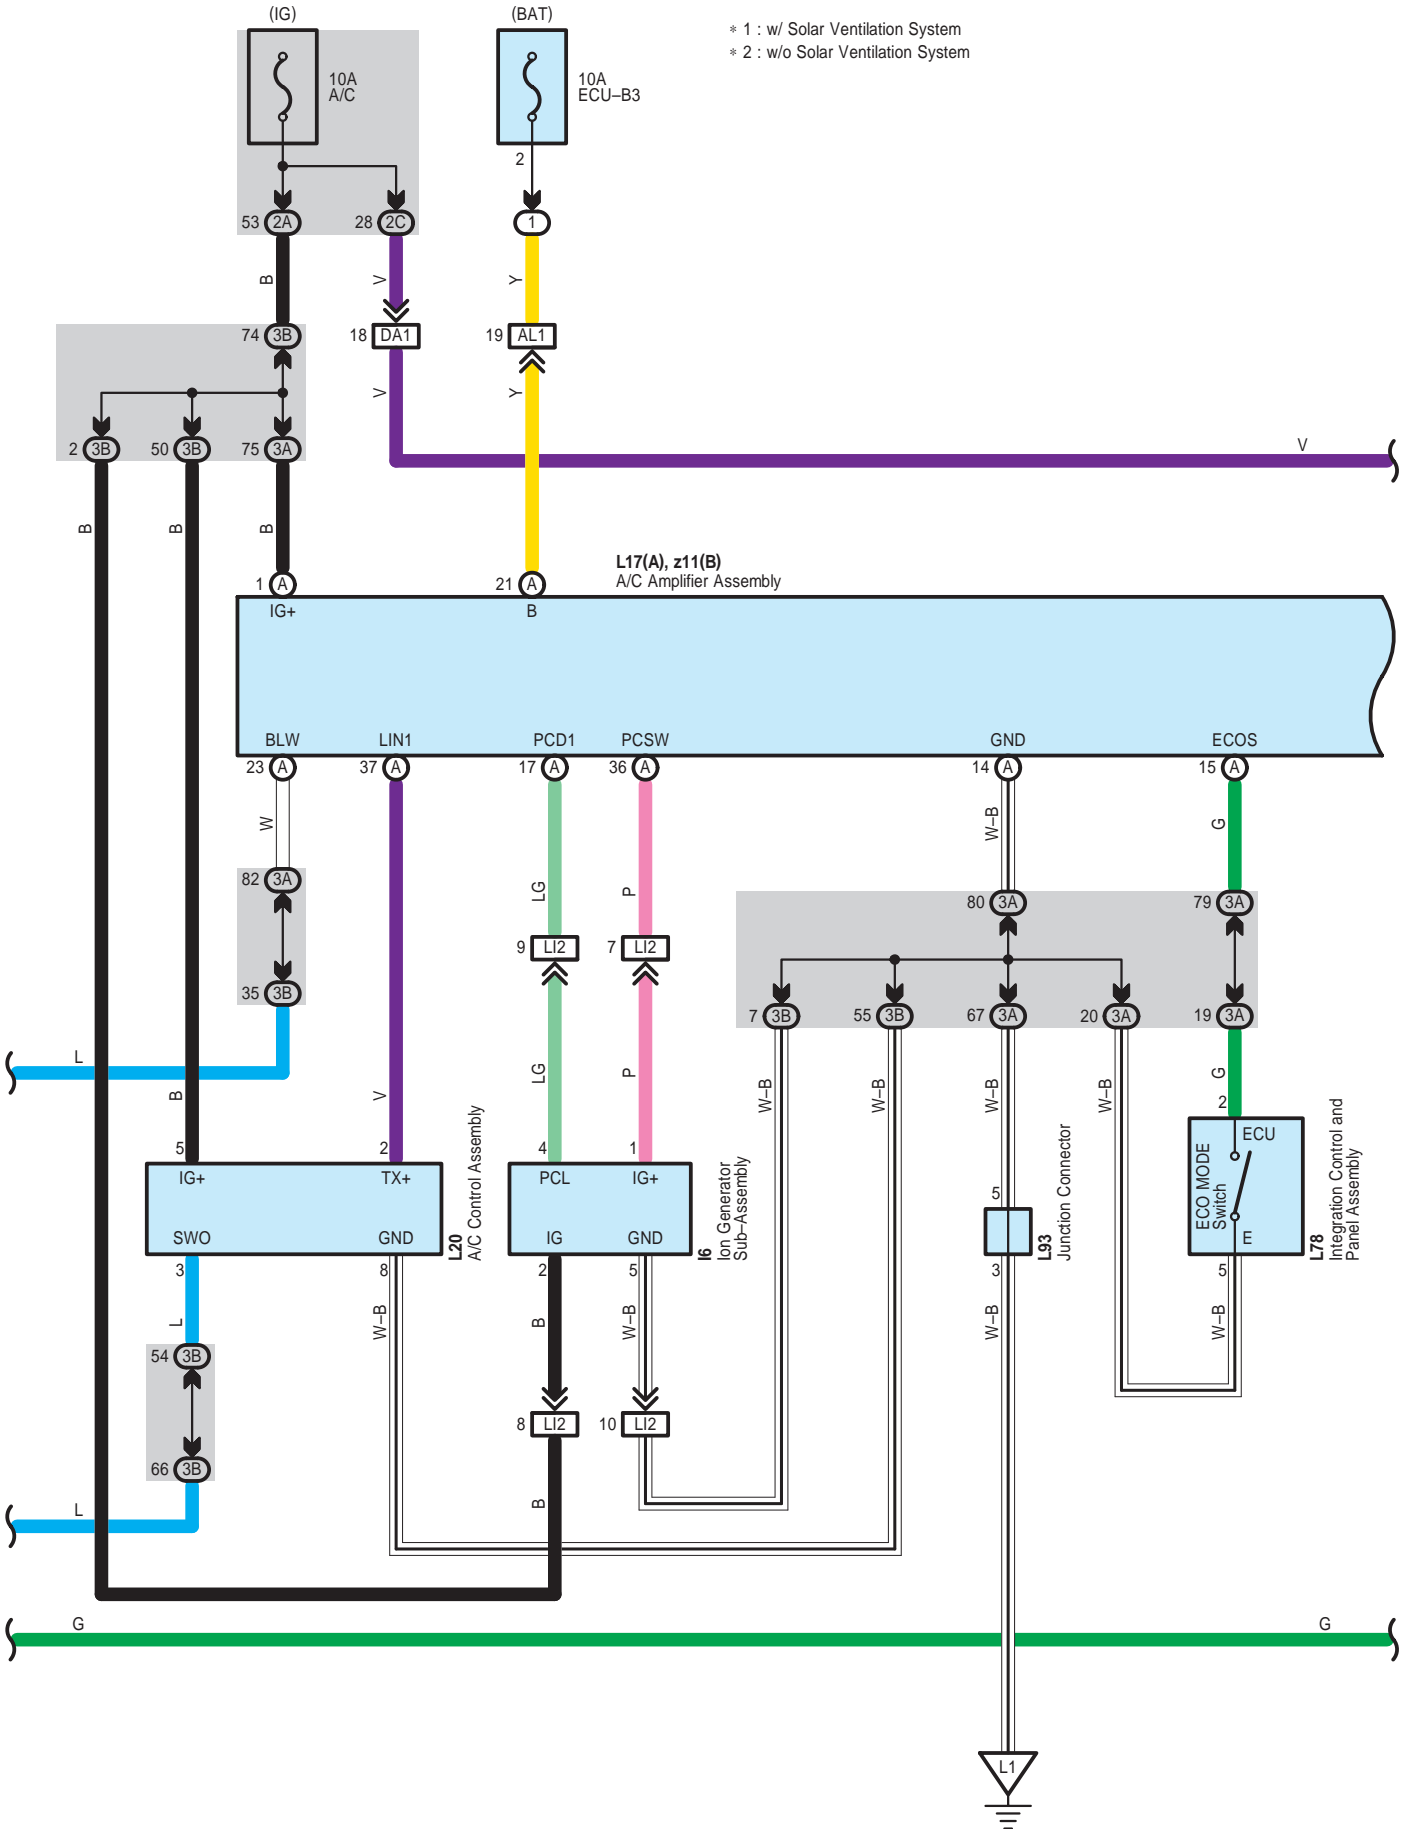 (IG)
(BAT)
∗ 1 : w/ Solar Ventilation System
∗ 2 : w/o Solar Ventilation System
10A
A/C
10A
ECU–B3
2
53 2A
28 2C
1
B
V
Y
74 3B
18 DA1
19 AL1
V
Y
2 3B
50 3B
75 3A
V
B
B
B
L17(A), z11(B)
A/C Amplifier Assembly
1 A
21 A
IG+
B
BLW
LIN1
PCD1
PCSW
GND
ECOS
23 A
37 A
17 A
36 A
14 A
15 A
W
W–B
G
82 3A
LG
P
80 3A
79 3A
9 LI2
7 LI2
35 3B
7 3B
55 3B
67 3A
20 3A
19 3A
L
B
V
LG
P
W–B
W–B
W–B
W–B
G
2
5
2
4
1
IG+
TX+
SWO
GND
L20
A/C Control Assembly
PCL
IG+
IG
GND
I6
Ion Generator
Sub–Assembly
5
L93
Junction Connector
3
ECU
ECO MODE
Switch
E
L78
Integration Control and
Panel Assembly
3
8
2
5
5
L
W–B
B
W–B
W–B
W–B
54 3B
8 LI2
10 LI2
66 3B
L
B
G
G
L1